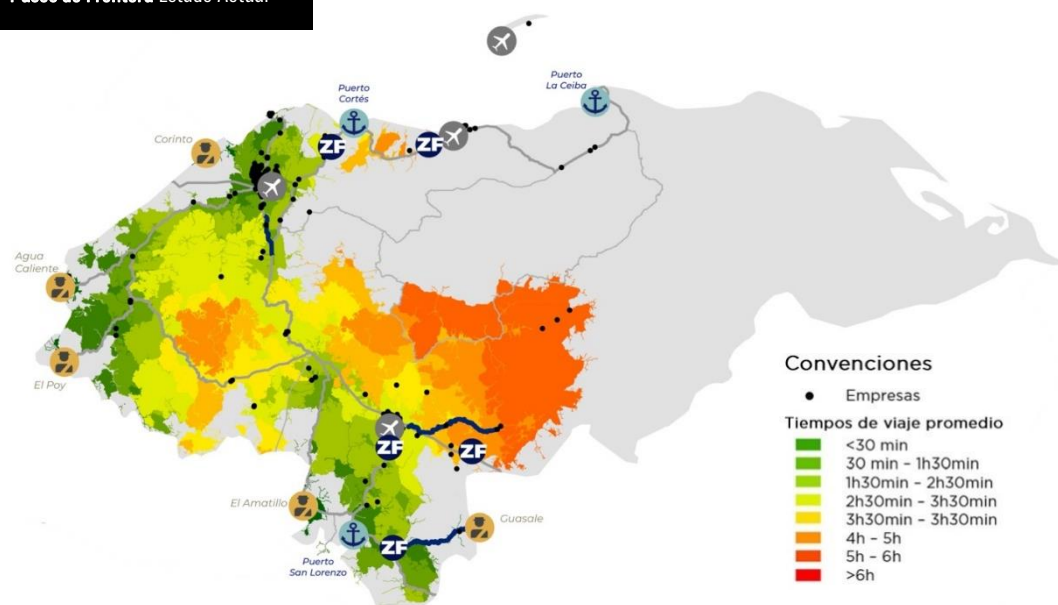 Pasos de Frontera Estado Actual
Puerto
La Ceiba
Puerto
Cortés
Corinto
ZF
ZF
Agua
Caliente
El Poy
ZF
ZF
El Amatillo
Guasale
ZF
Puerto
San Lorenzo
Convenciones
Empresas
Tiempos de viaje promedio
<30 min
30 min - 1h30min
1h30min - 2h30min
2h30min - 3h30min
3h30min - 3h30min
4h - 5h
5h - 6h
>6h